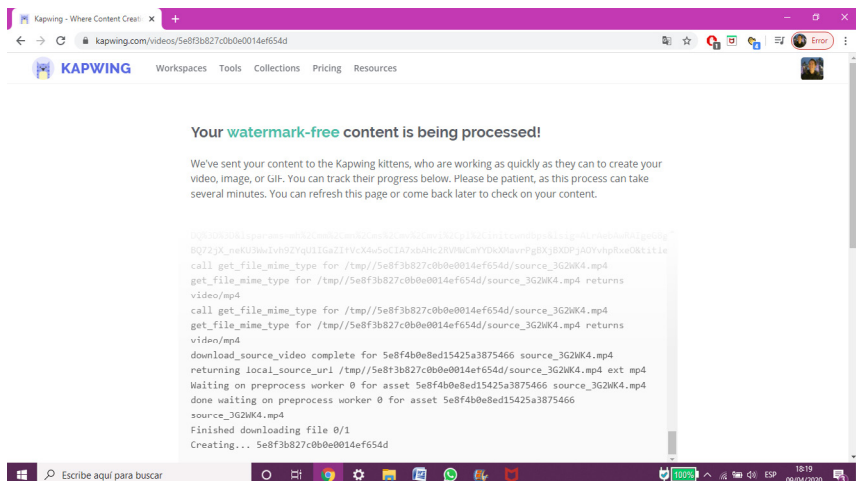 Kapwing - Where Content Creati
kapwing.com/videos/5e8f3b827c0b0e0014ef654d
Error
KAPWING
Workspaces Tools Collections Pricing Resources
Your watermark-free content is being processed!
We've sent your content to the Kapwing kittens, who are working as quickly as they can to create your
video, image, or GIF. You can track their progress below. Please be patient, as this process can take
several minutes. You can refresh this page or come back later to check on your content.
call get_file_mime_type for /tmp//5e8f3b827c0b0e0014ef654d/source_3G2WK4.mp4
get_file_mime_type for /tmp//5e8f3b827c0b0e0014ef654d/source_3G2WK4.mp4 returns
video/mp4
call get_file_mime_type for /tmp//5e8f3b827c0b0e0014ef654d/source_3G2WK4.mp4
get_file_mime_type for /tmp//5e8f3b827c0b0e0014ef654d/source_3G2WK4.mp4 returns
video/mp4
download_source_video complete for 5e8f4b0e8ed15425a3875466 source_3G2WK4.mp4
returning local_source_url /tmp//5e8f3b827c0b0e0014ef654d/source_3G2WK4.mp4 ext mp4
Waiting on preprocess worker 0 for asset 5e8f4b0e8ed15425a3875466 source_3G2WK4.mp4
done waiting on preprocess worker 0 for asset 5e8f4b0e8ed15425a3875466
source_3G2WK4.mp4
Finished downloading file 0/1
Creating... 5e8f3b827c0b0e0014ef654d
Escribe aquí para buscar
100%
ESP
18:19
09/04/2020